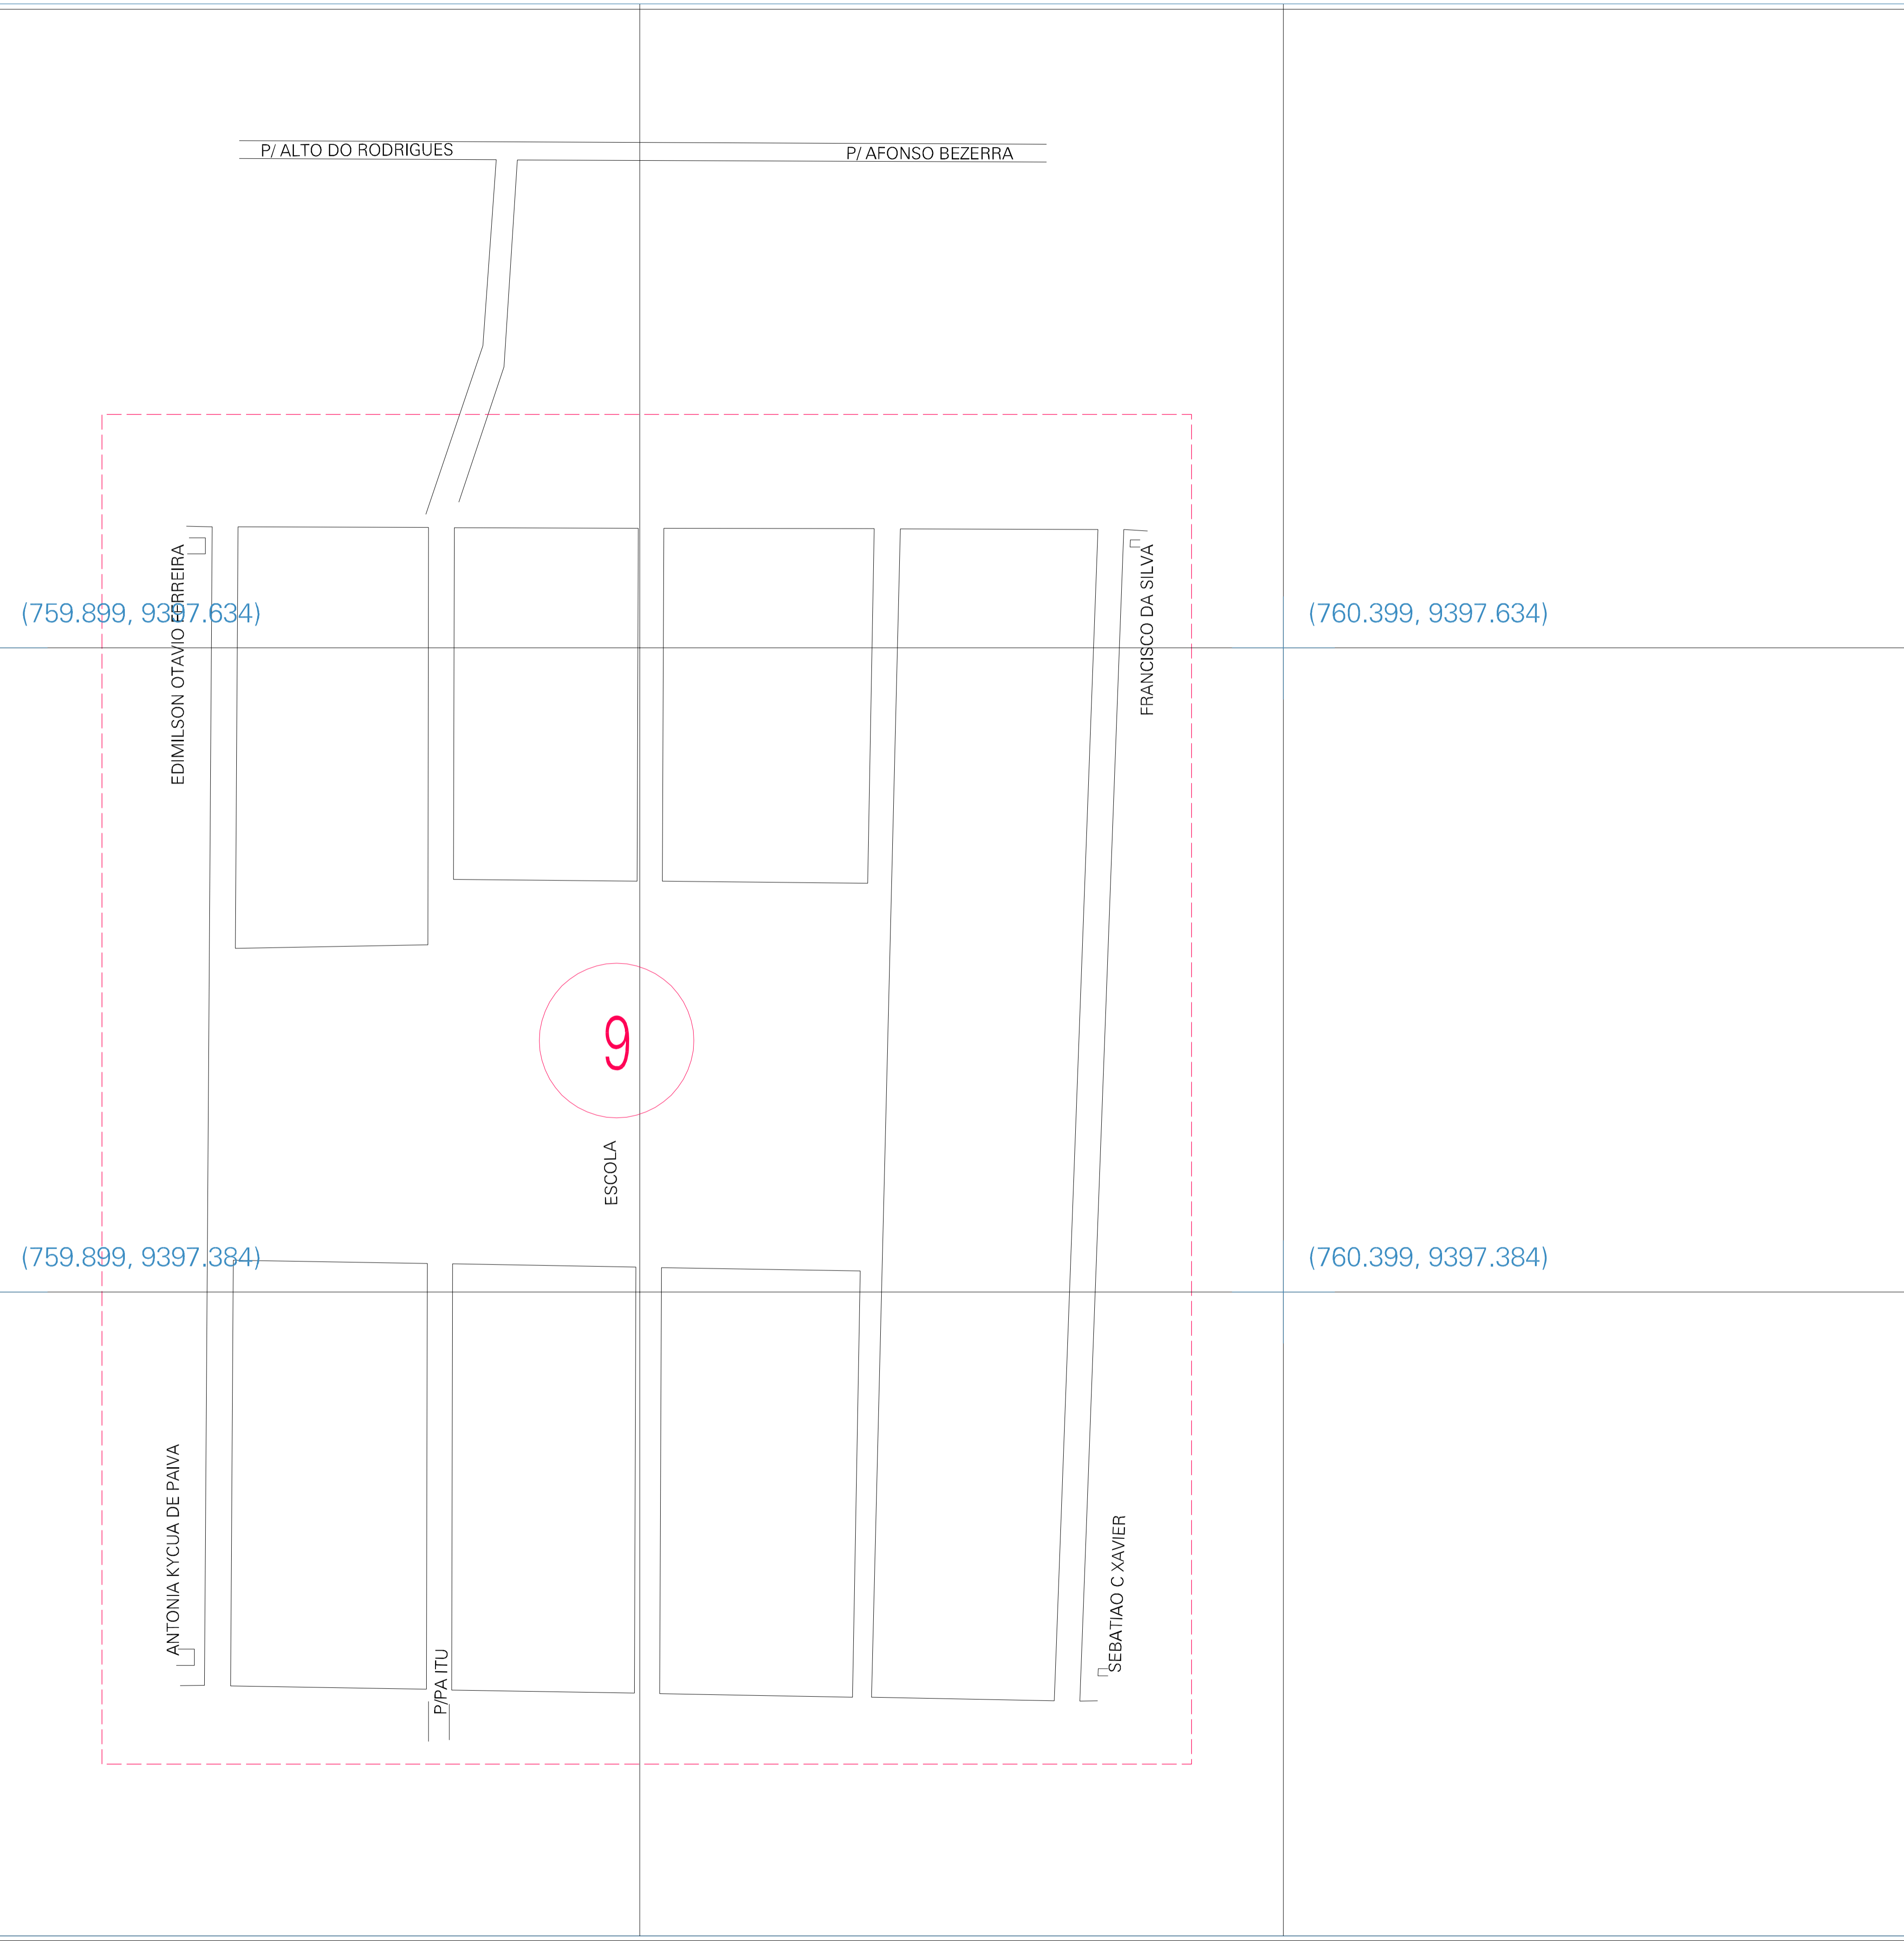 P/ ALTO DO RODRIGUES
P/ AFONSO BEZERRA
EDIMILSON OTAVIO FERREIRA
FRANCISCO DA SILVA
(759.899, 9397.634)
(760.399, 9397.634)
9
ESCOLA
(759.899, 9397.384)
(760.399, 9397.384)
ANTONIA KYCUA DE PAIVA
SEBATIAO C XAVIER
P/PA ITU